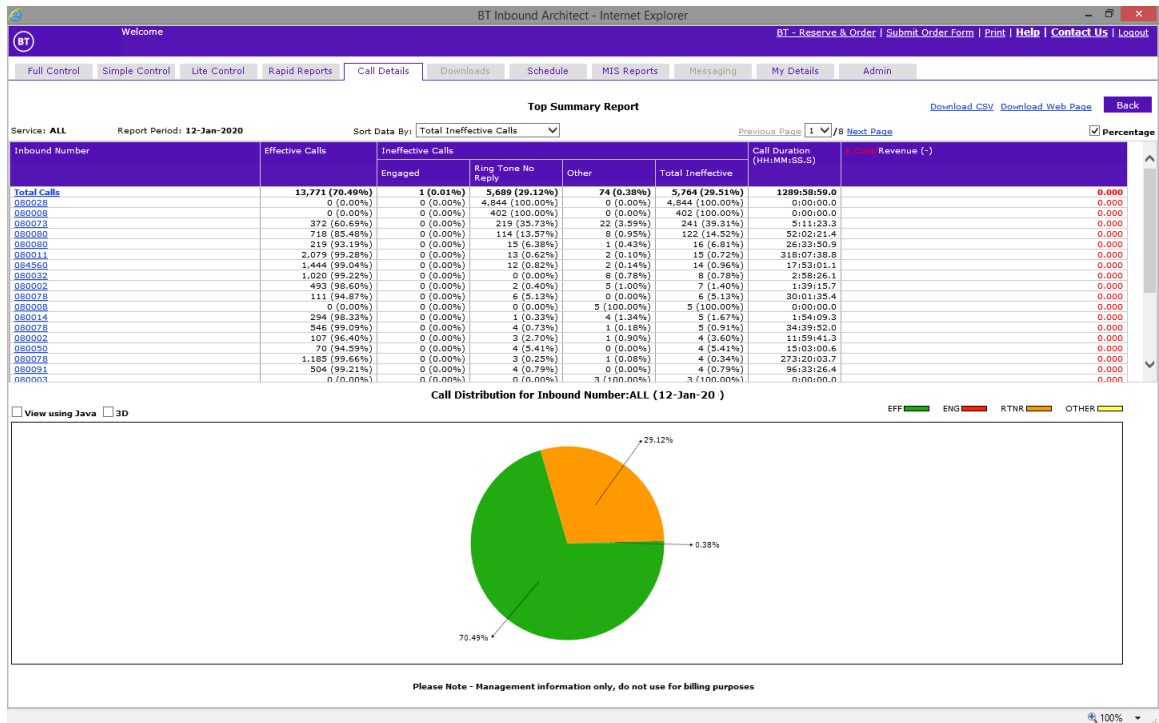 BT Inbound Architect - Internet Explorer
BT Welcome BT - Reserve & Order | Submit Order Form | Print | Help | Contact Us | Logout
Full Control Simple Control Lite Control Rapid Reports Call Details Downloads Schedule MIS Reports Messaging My Details Admin
Top Summary Report Download CSV Download Web Page Back
Service: ALL Report Period: 12-Jan-2020 Sort Data By: Total Ineffective Calls Previous Page 1 /8 Next Page Percentage
Inbound Number Effective Calls Ineffective Calls Call Duration (HH:MM:SS.S) £ Cost/Revenue (-)
Engaged Ring Tone No Reply Other Total Ineffective
Total Calls 13,771 (70.49%) 1 (0.01%) 5,689 (29.12%) 74 (0.38%) 5,764 (29.51%) 1289:58:59.0 0.000
080028 0 (0.00%) 0 (0.00%) 4,844 (100.00%) 0 (0.00%) 4,844 (100.00%) 0:00:00.0 0.000
080008 0 (0.00%) 0 (0.00%) 402 (100.00%) 0 (0.00%) 402 (100.00%) 0:00:00.0 0.000
080073 372 (60.69%) 0 (0.00%) 219 (35.73%) 22 (3.59%) 241 (39.31%) 5:11:23.3 0.000
080080 718 (85.48%) 0 (0.00%) 114 (13.57%) 8 (0.95%) 122 (14.52%) 52:02:21.4 0.000
080080 219 (93.19%) 0 (0.00%) 15 (6.38%) 1 (0.43%) 16 (6.81%) 26:33:50.9 0.000
080011 2,079 (99.28%) 0 (0.00%) 13 (0.62%) 2 (0.10%) 15 (0.72%) 318:07:38.8 0.000
084560 1,444 (99.04%) 0 (0.00%) 12 (0.82%) 2 (0.14%) 14 (0.96%) 17:53:01.1 0.000
080032 1,020 (99.22%) 0 (0.00%) 0 (0.00%) 8 (0.78%) 8 (0.78%) 2:58:26.1 0.000
080002 493 (98.60%) 0 (0.00%) 2 (0.40%) 5 (1.00%) 7 (1.40%) 1:39:15.7 0.000
080078 111 (94.87%) 0 (0.00%) 6 (5.13%) 0 (0.00%) 6 (5.13%) 30:01:35.4 0.000
080008 0 (0.00%) 0 (0.00%) 0 (0.00%) 5 (100.00%) 5 (100.00%) 0:00:00.0 0.000
080014 294 (98.33%) 0 (0.00%) 1 (0.33%) 4 (1.34%) 5 (1.67%) 1:54:09.3 0.000
080078 546 (99.09%) 0 (0.00%) 4 (0.73%) 1 (0.18%) 5 (0.91%) 34:39:52.0 0.000
080002 107 (96.40%) 0 (0.00%) 3 (2.70%) 1 (0.90%) 4 (3.60%) 11:59:41.3 0.000
080050 70 (94.59%) 0 (0.00%) 4 (5.41%) 0 (0.00%) 4 (5.41%) 15:03:00.6 0.000
080078 1,185 (99.66%) 0 (0.00%) 3 (0.25%) 1 (0.08%) 4 (0.34%) 273:20:03.7 0.000
080091 504 (99.21%) 0 (0.00%) 4 (0.79%) 0 (0.00%) 4 (0.79%) 96:33:26.4 0.000
080003 0 (0.00%) 0 (0.00%) 0 (0.00%) 3 (100.00%) 3 (100.00%) 0:00:00.0 0.000
Call Distribution for Inbound Number:ALL (12-Jan-20 )
View using Java 3D EFF ENG RTNR OTHER
29.12%
0.38%
70.49%
Please Note - Management information only, do not use for billing purposes
100%